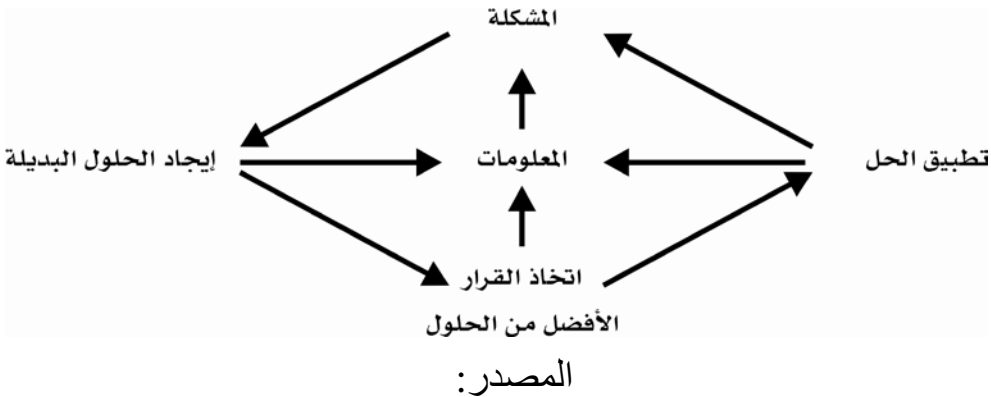 المشكلة
تطبيق الحل
المعلومات
إيجاد الحلول البديلة
اتخاذ القرار
الأفضل من الحلول
المصدر: